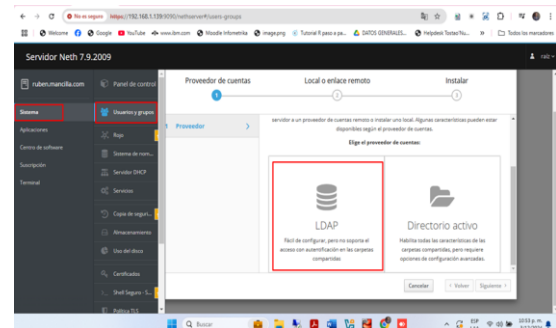 No es seguro https://192.168.1.139:9090/nethserver#/users-groups
Welcome Google YouTube www.ibm.com Moodle Infometrika image.png Tutorial R paso a pa... DATOS GENERALES... Helpdesk TostaoNu... Todos los marcadores
Servidor Neth 7.9.2009
raíz
ruben.mancilla.com
Sistema
Aplicaciones
Centro de software
Suscripción
Terminal
Panel de control
Usuarios y grupos
Rojo
Sistema de nom...
Servidor DHCP
Servicios
Copia de seguri...
Almacenamiento
Uso del disco
Certificados
Shell Seguro - S...
Política TLS
Proveedor de cuentas Local o enlace remoto Instalar
1 2 3
Proveedor
servidor a un proveedor de cuentas remoto o instalar uno local. Algunas características pueden estar
disponibles según el proveedor de cuentas.
Elige el proveedor de cuentas:
LDAP
Fácil de configurar, pero no soporta el
acceso con autentificación en las carpetas
compartidas
Directorio activo
Habilita todas las características de las
carpetas compartidas, pero requiere
opciones de configuración avanzadas.
Cancelar < Volver Siguiente >
Buscar
ESP
10:53 p. m.